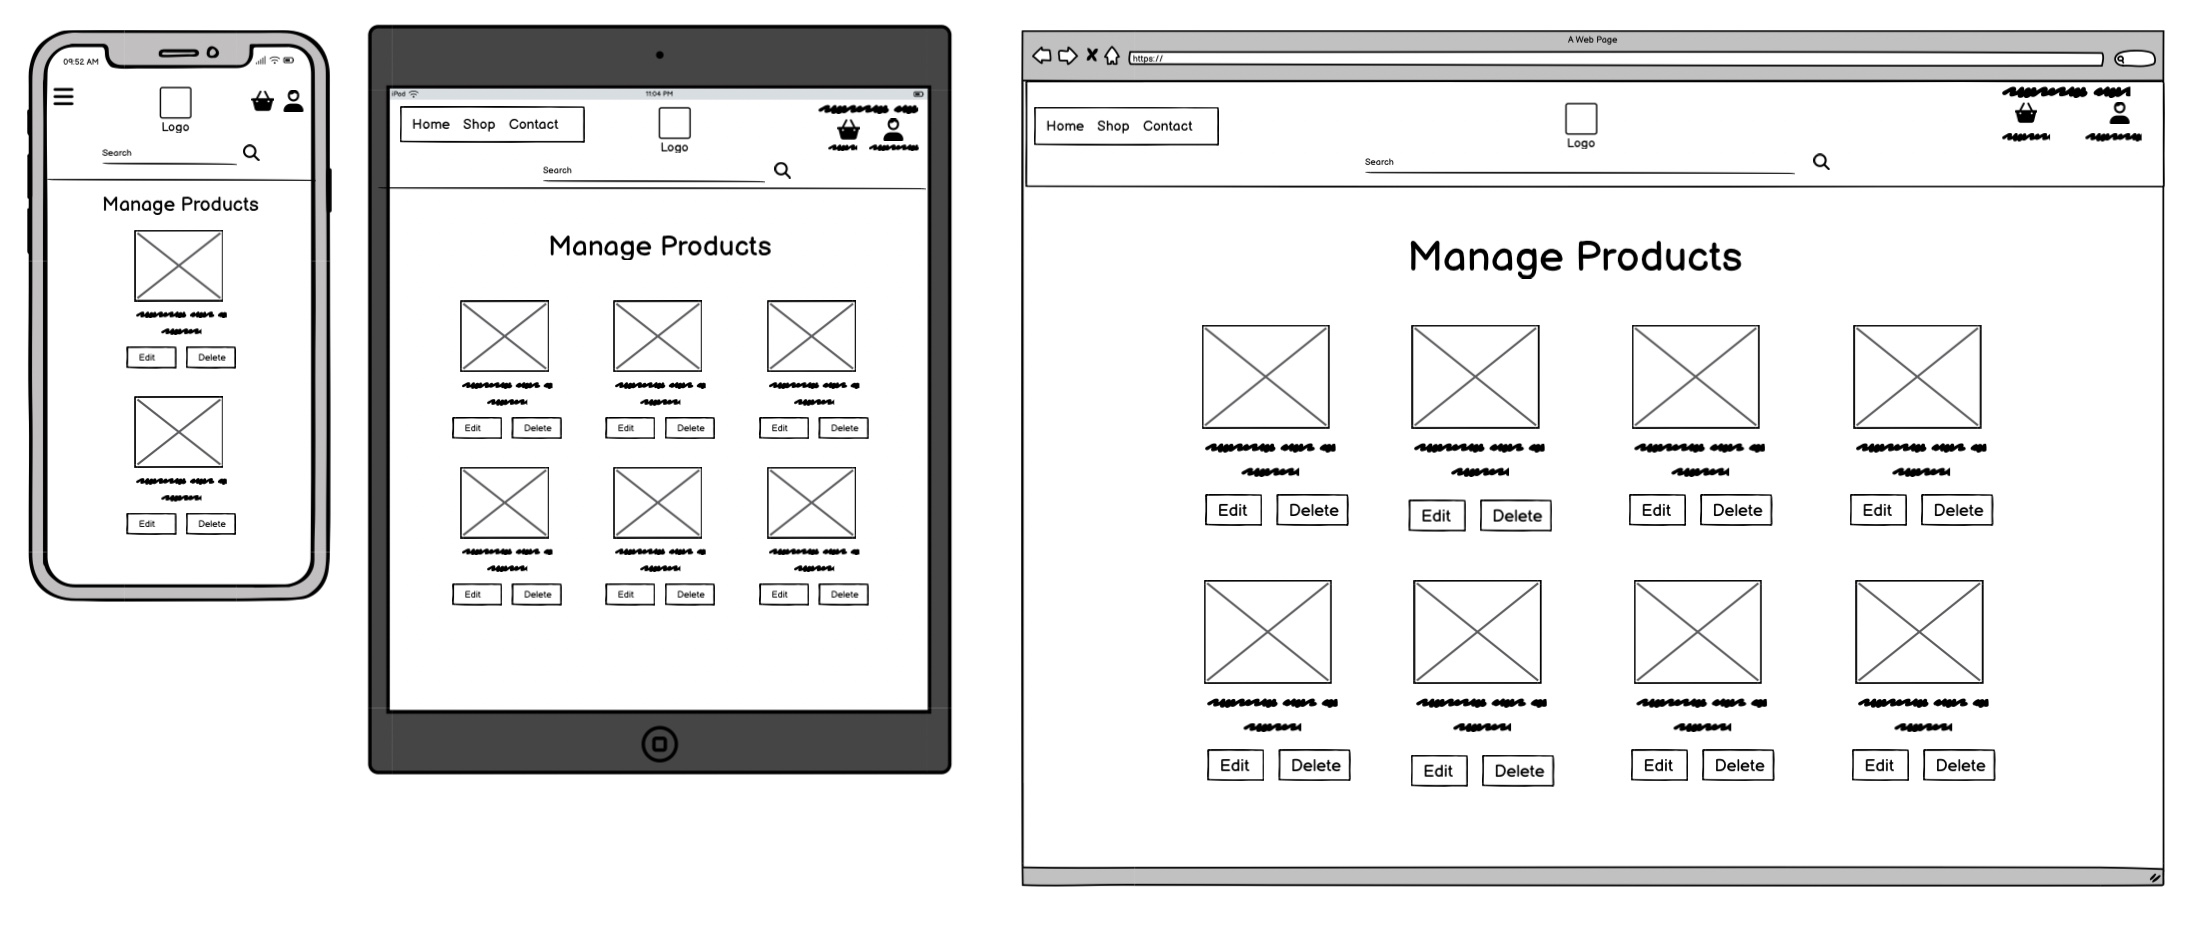 09:52 AM
Logo
Search
Manage Products
Edit Delete
Edit Delete
iPod
11:04 PM
Home Shop Contact
Logo
Search
Manage Products
Edit Delete Edit Delete Edit Delete
Edit Delete Edit Delete Edit Delete
A Web Page
https://
Home Shop Contact
Logo
Search
Manage Products
Edit Delete Edit Delete Edit Delete Edit Delete
Edit Delete Edit Delete Edit Delete Edit Delete